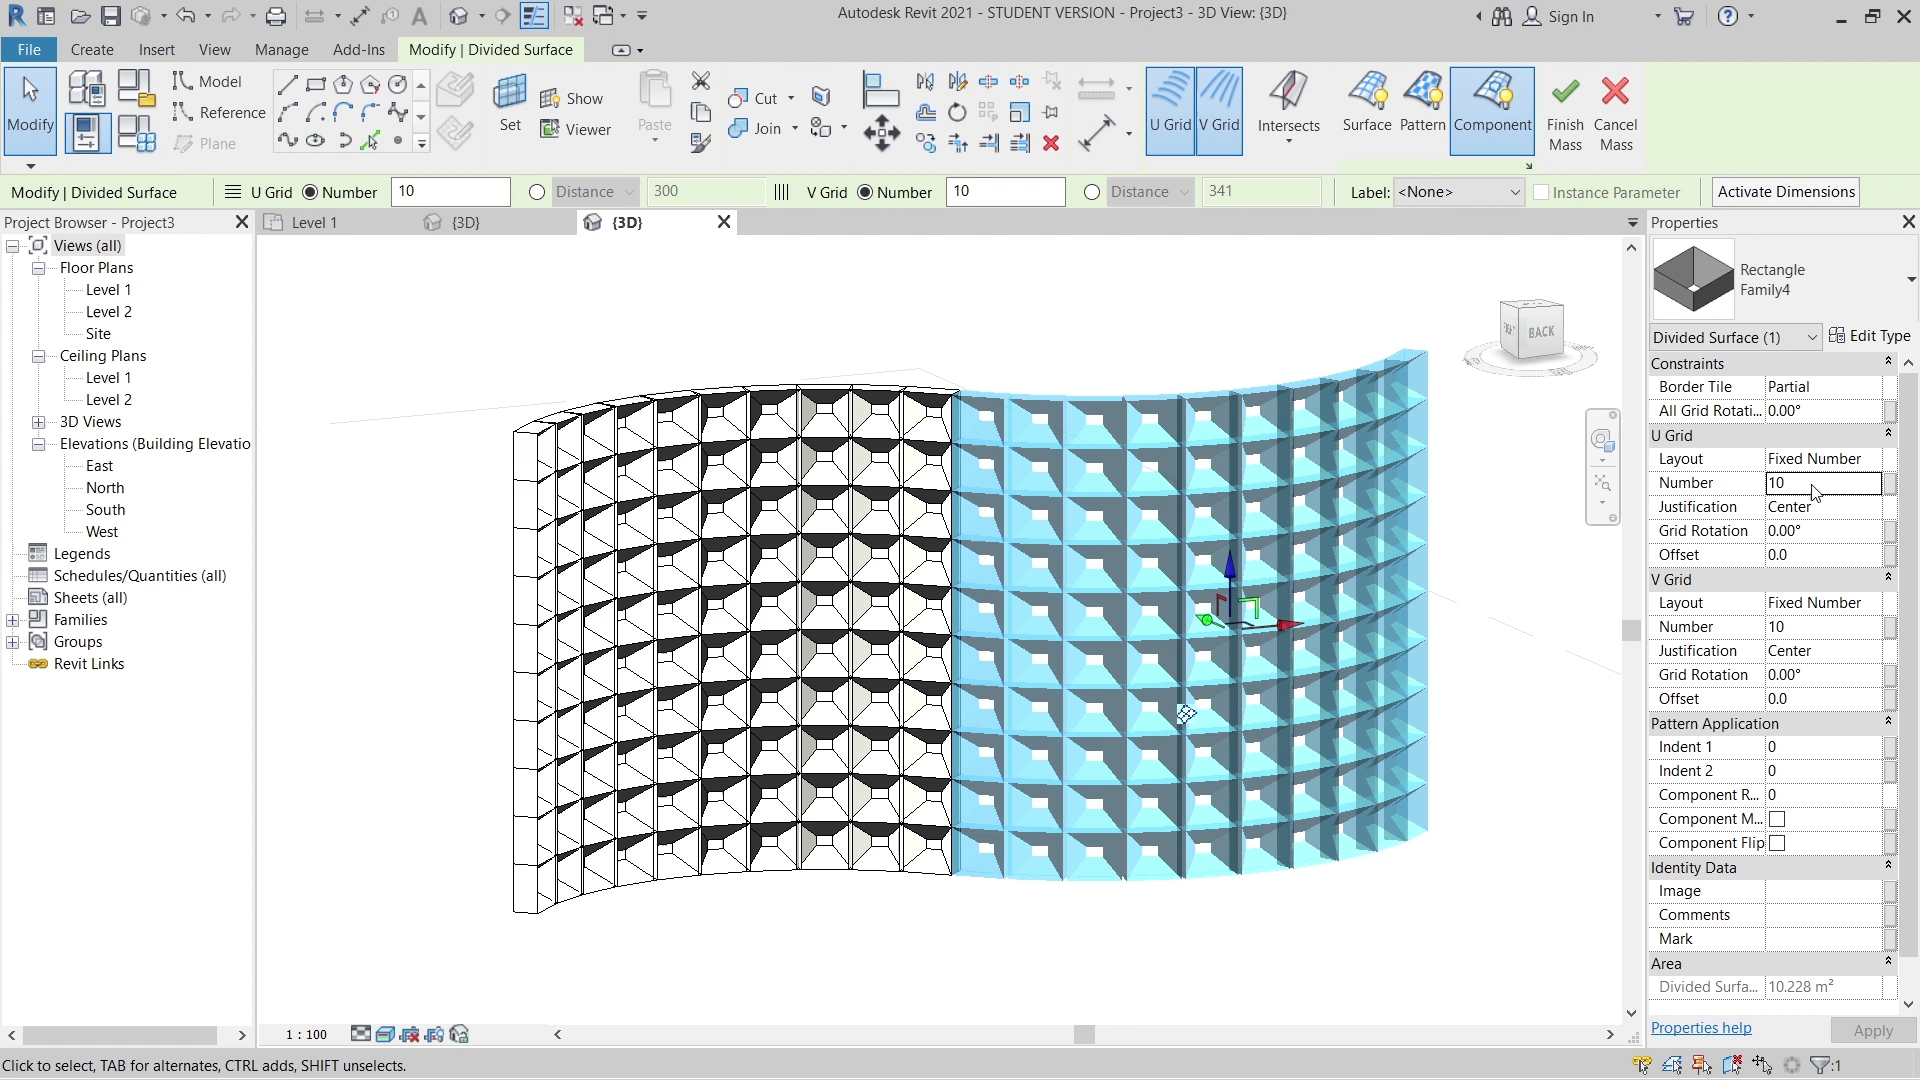 Autodesk Revit 2021 - STUDENT VERSION - Project3 - 3D View: {3D}
Sign In
File
Create
Insert
View
Manage
Add-Ins
Modify | Divided Surface
Modify
Model
Reference
Plane
Set
Show
Viewer
Paste
Cut
Join
U Grid
V Grid
Intersects
Surface
Pattern
Component
Finish Mass
Cancel Mass
Modify | Divided Surface
U Grid
Number
10
Distance
300
V Grid
Number
10
Distance
341
Label:
<None>
Instance Parameter
Activate Dimensions
Project Browser - Project3
Level 1
{3D}
{3D}
Properties
Views (all)
Floor Plans
Level 1
Level 2
Site
Ceiling Plans
Level 1
Level 2
3D Views
Elevations (Building Elevatio
East
North
South
West
Legends
Schedules/Quantities (all)
Sheets (all)
Families
Groups
Revit Links
BACK
Rectangle
Family4
Divided Surface (1)
Edit Type
Constraints
Border Tile Partial
All Grid Rotati... 0.00°
U Grid
Layout Fixed Number
Number 10
Justification Center
Grid Rotation 0.00°
Offset 0.0
V Grid
Layout Fixed Number
Number 10
Justification Center
Grid Rotation 0.00°
Offset 0.0
Pattern Application
Indent 1 0
Indent 2 0
Component R... 0
Component M...
Component Flip
Identity Data
Image
Comments
Mark
Area
Divided Surfa... 10.228 m²
Properties help
Apply
1 : 100
Click to select, TAB for alternates, CTRL adds, SHIFT unselects.
:1